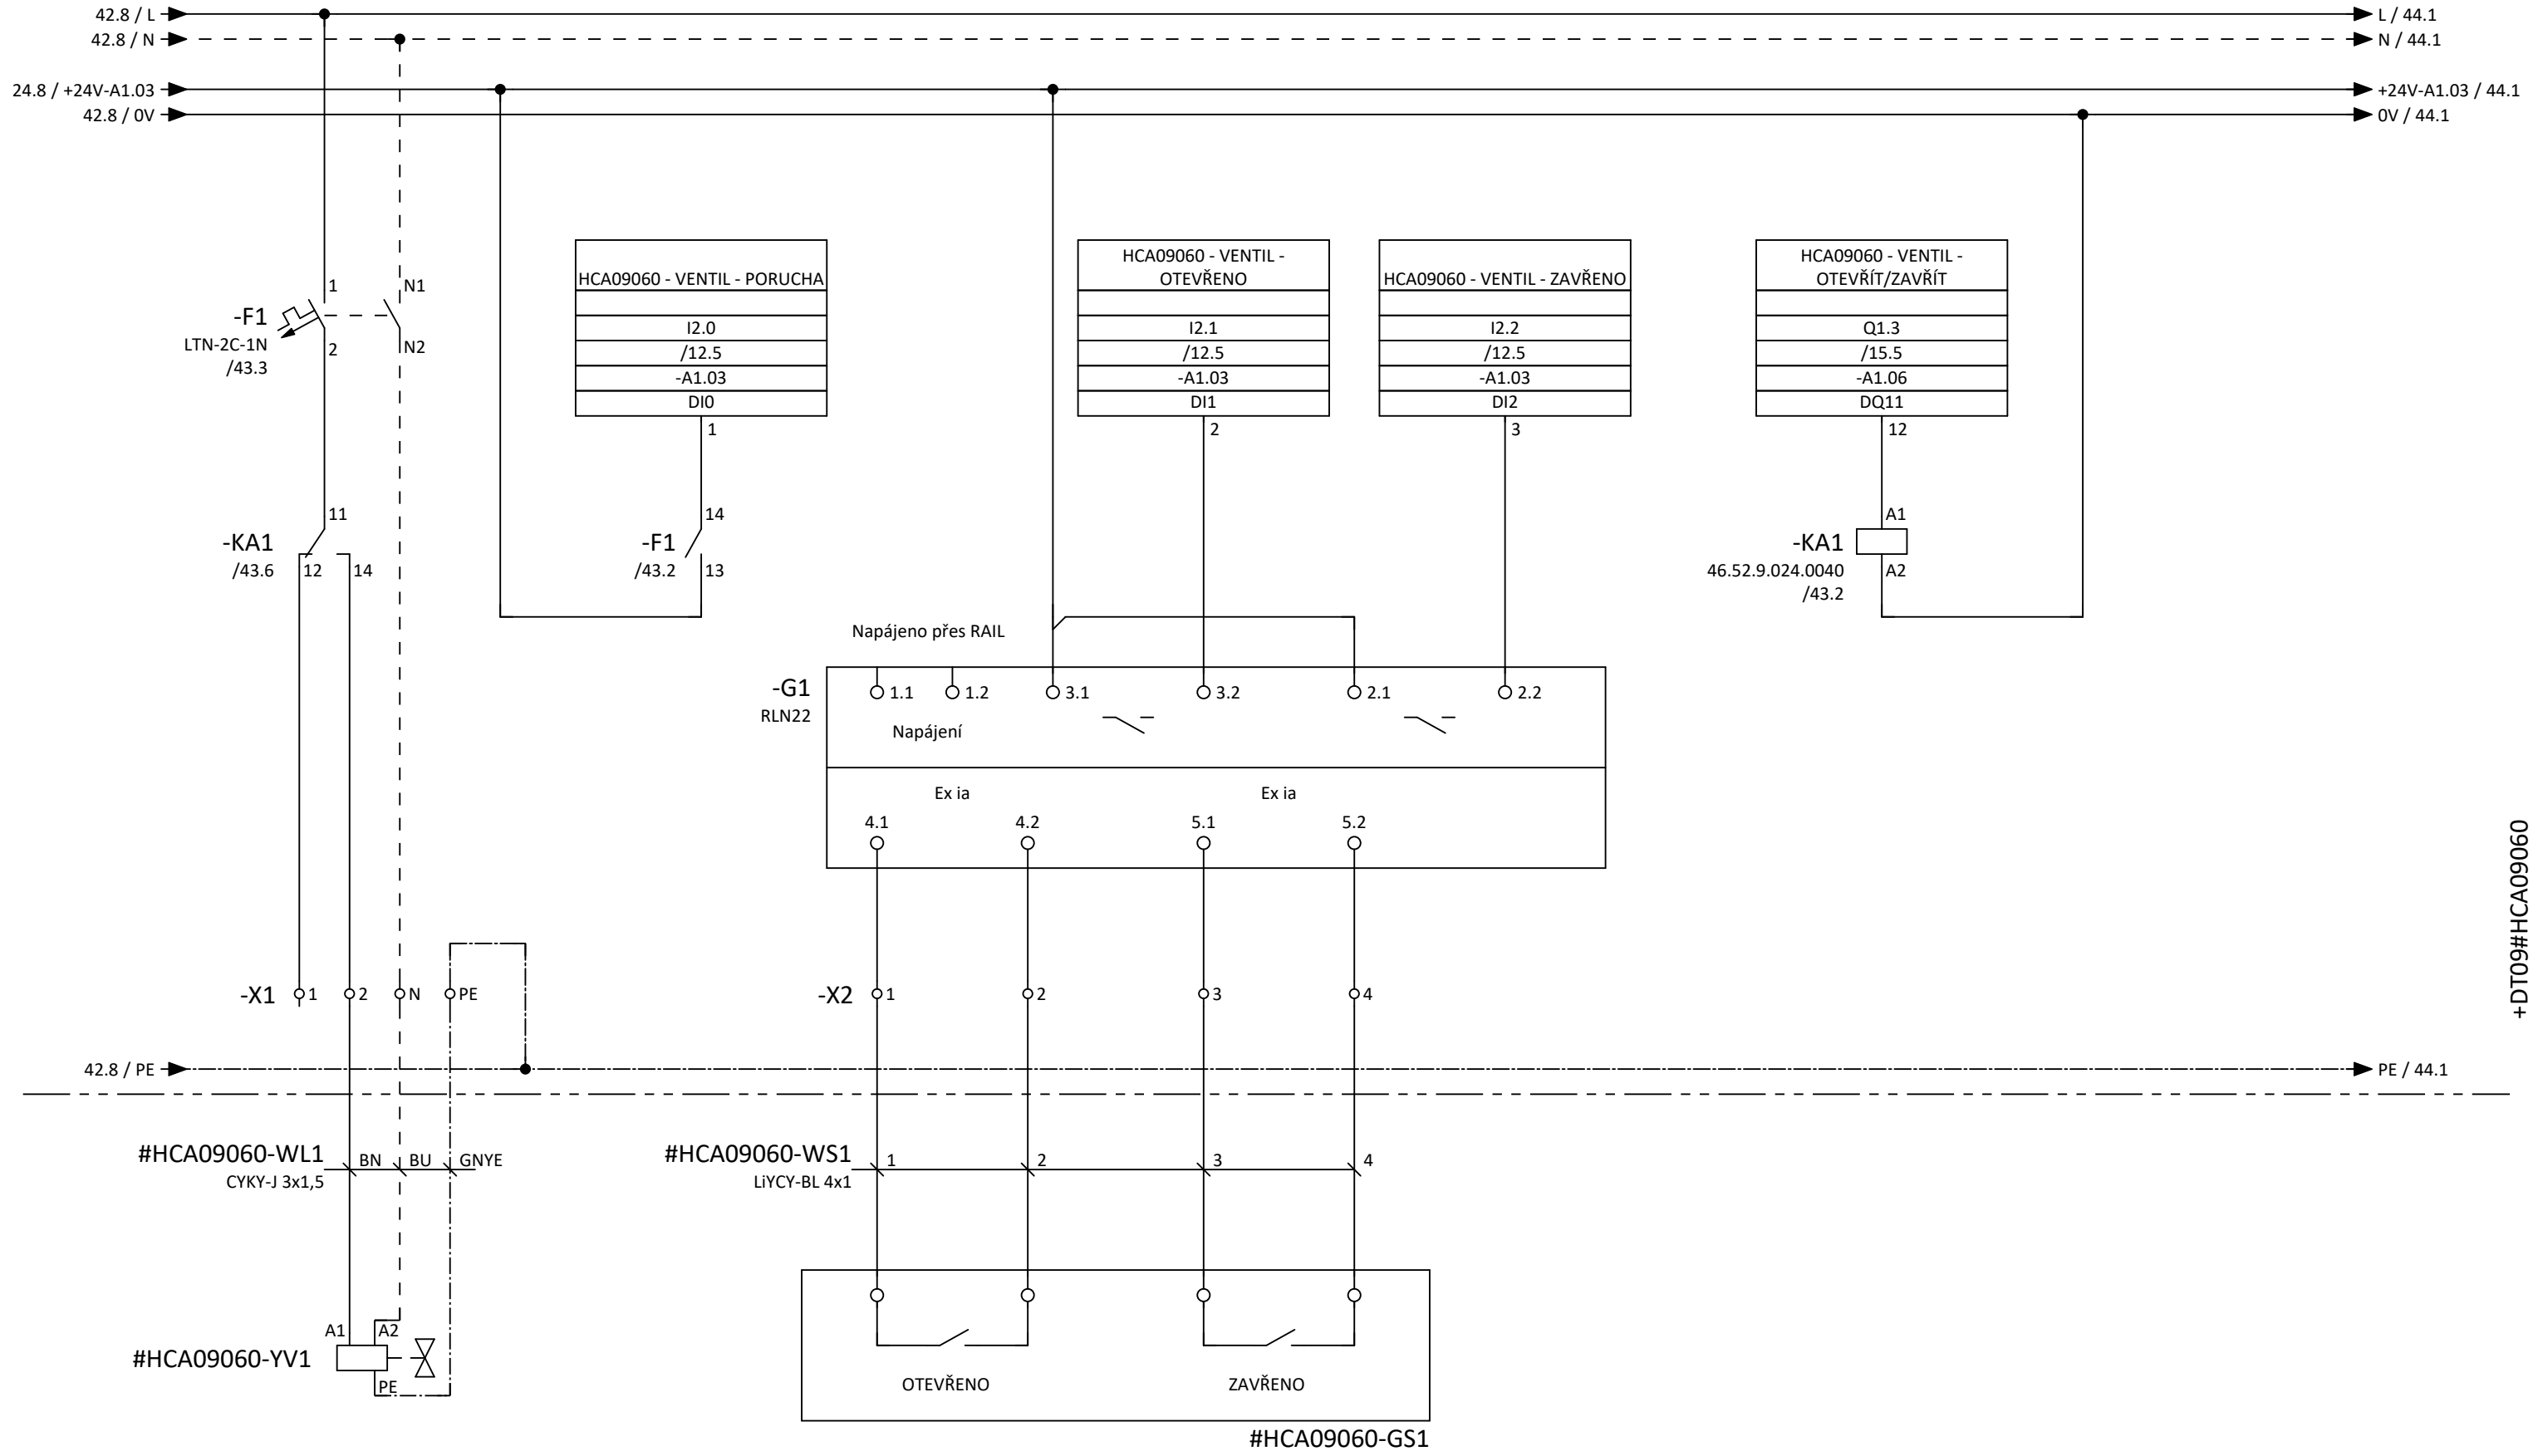 42.8 / L
L / 44.1
42.8 / N
N / 44.1
24.8 / +24V-A1.03
+24V-A1.03 / 44.1
42.8 / 0V
0V / 44.1
HCA09060 - VENTIL - PORUCHA
I2.0
/12.5
-A1.03
DI0
1
HCA09060 - VENTIL -
OTEVŘENO
I2.1
/12.5
-A1.03
DI1
2
HCA09060 - VENTIL - ZAVŘENO
I2.2
/12.5
-A1.03
DI2
3
HCA09060 - VENTIL -
OTEVŘÍT/ZAVŘÍT
Q1.3
/15.5
-A1.06
DQ11
12
1
N1
-F1
LTN-2C-1N
/43.3
2
N2
11
-KA1
/43.6
12
14
14
-F1
/43.2
13
A1
-KA1
46.52.9.024.0040
A2
/43.2
Napájeno přes RAIL
-G1
RLN22
1.1
1.2
3.1
3.2
2.1
2.2
Napájení
Ex ia
Ex ia
4.1
4.2
5.1
5.2
-X1
1
2
N
PE
-X2
1
2
3
4
+DT09#HCA09060
42.8 / PE
PE / 44.1
#HCA09060-WL1
CYKY-J 3x1,5
BN
BU
GNYE
#HCA09060-WS1
LiYCY-BL 4x1
1
2
3
4
A1
A2
#HCA09060-YV1
PE
OTEVŘENO
ZAVŘENO
#HCA09060-GS1